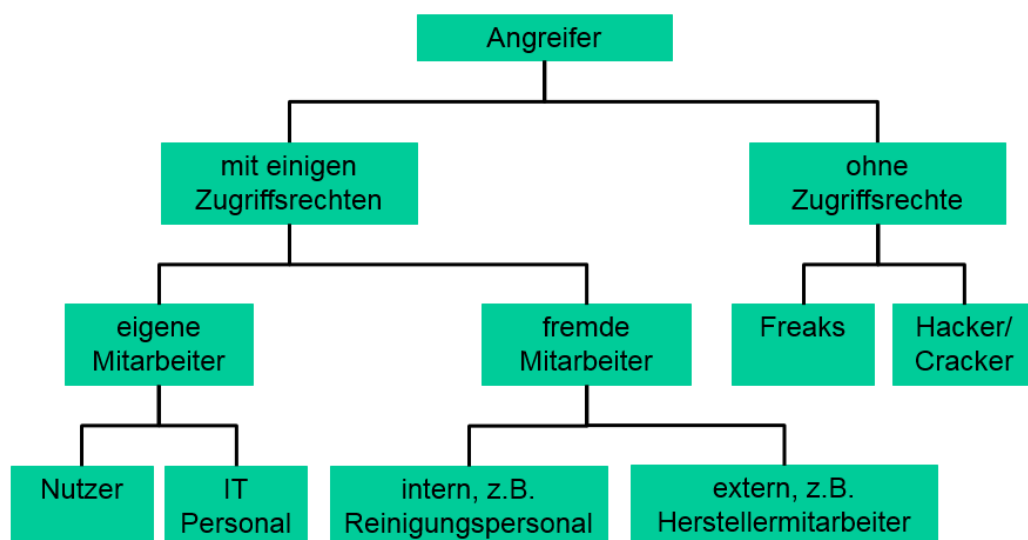 Angreifer
mit einigen
Zugriffsrechten
ohne
Zugriffsrechte
eigene
Mitarbeiter
fremde
Mitarbeiter
Freaks
Hacker/
Cracker
Nutzer
IT
Personal
intern, z.B.
Reinigungspersonal
extern, z.B.
Herstellermitarbeiter